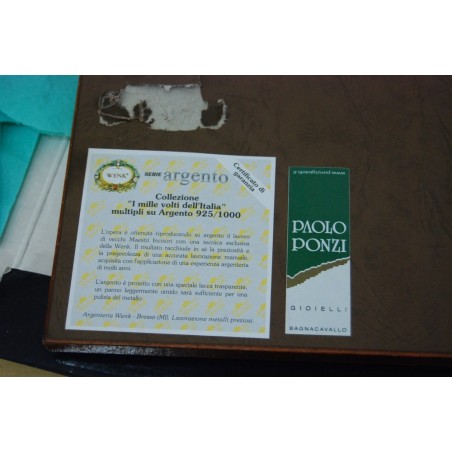 WENK
SERIE argento
Certificato di
garanzia
Collezione
"I mille volti dell'Italia"
multipli su Argento 925/1000
L'opera è ottenuta riproducendo su argento il lavoro
di vecchi Maestri Incisori con una tecnica esclusiva
della Wenk. Il multiplo racchiude in sé la preziosità e
la pregevolezza di una accurata lavorazione manuale,
acquisita con l'applicazione di una esperienza argentiera
di molti anni.
L'argento è protetto con una speciale lacca trasparente,
un panno leggermente umido sarà sufficiente per una
pulizia del metallo.
Argenteria Wenk - Bresso (MI). Lavorazione metalli preziosi.
PAOLO
PONZI
GIOIELLI
BAGNACAVALLO